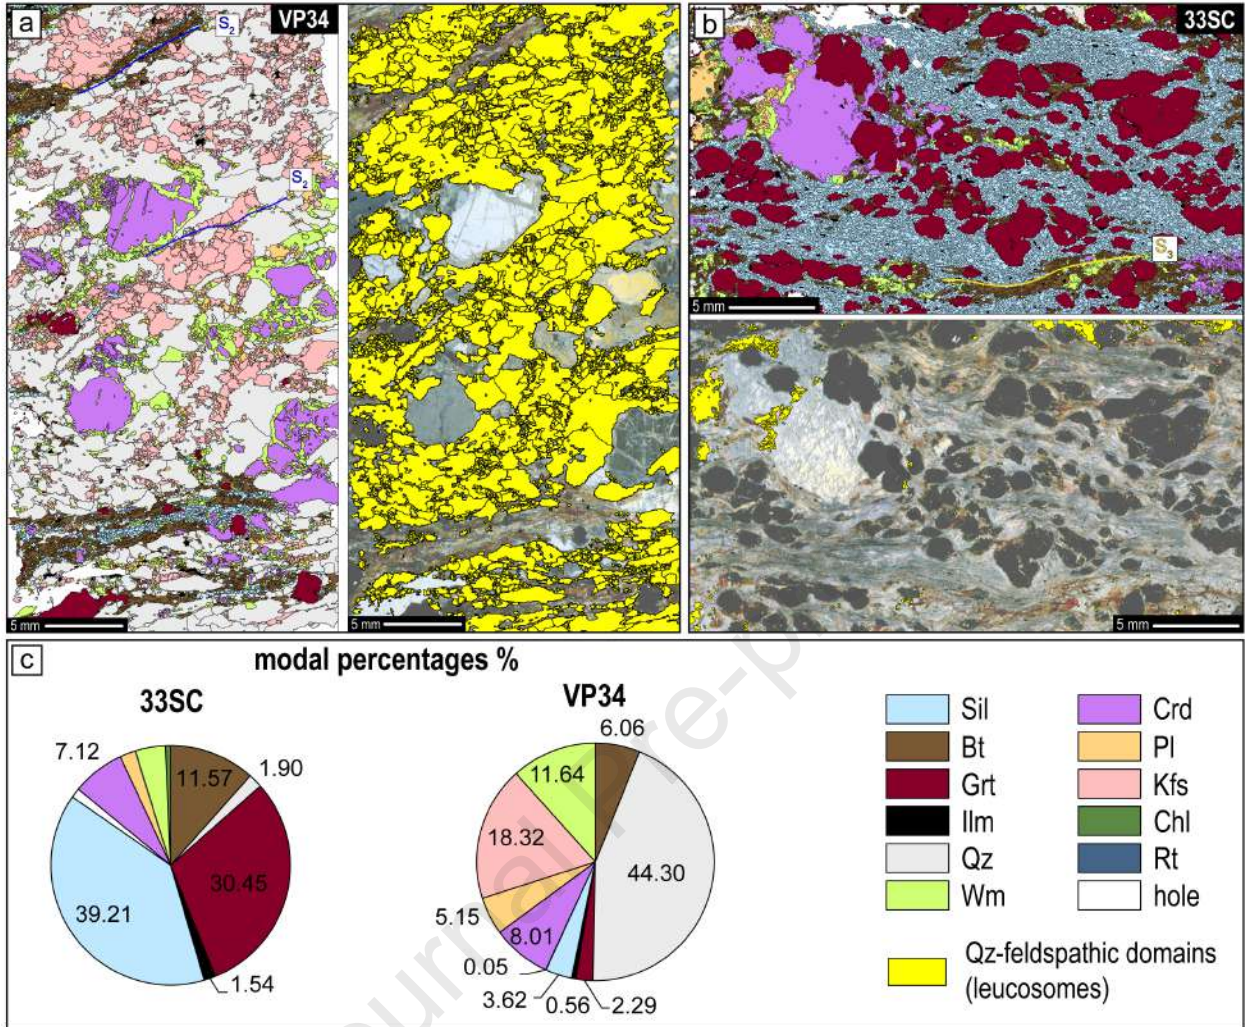 a
VP34
S2
S2
5 mm
5 mm
b
33SC
S3
5 mm
5 mm
c
modal percentages %
33SC
7.12
11.57
1.90
30.45
39.21
1.54
VP34
6.06
11.64
18.32
44.30
5.15
8.01
0.05
3.62
0.56
2.29
Sil
Bt
Grt
Ilm
Qz
Wm
Crd
Pl
Kfs
Chl
Rt
hole
Qz-feldspathic domains
(leucosomes)